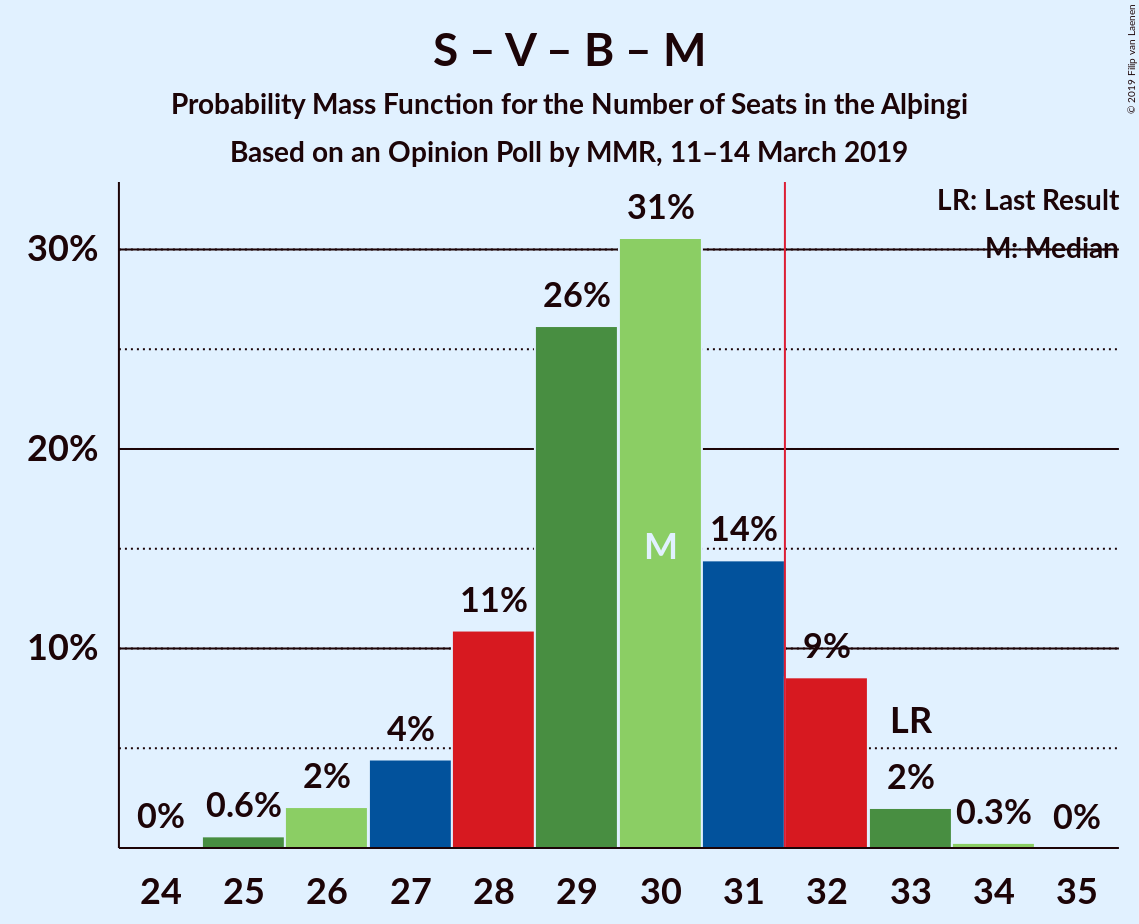 S – V – B – M
Probability Mass Function for the Number of Seats in the Alþingi
Based on an Opinion Poll by MMR, 11–14 March 2019
© 2019 Filip van Laenen
LR: Last Result
M: Median
30%
20%
10%
0%
0.6%
2%
4%
11%
26%
31%
M
14%
9%
LR
2%
0.3%
0%
24 25 26 27 28 29 30 31 32 33 34 35